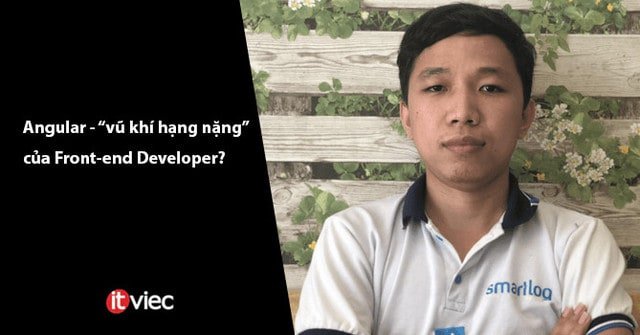 Angular - “vũ khí hạng nặng”
của Front-end Developer?
itviec
smartlog